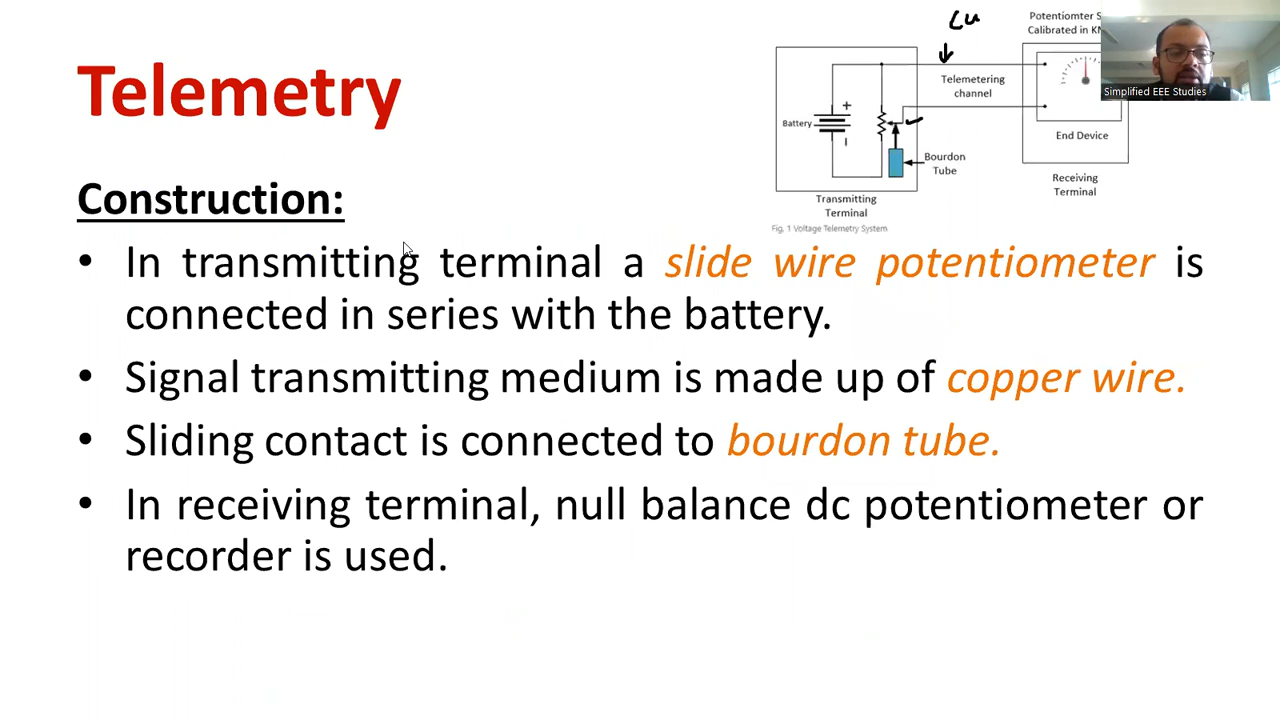 Telemetry
Cu
Potentiomter S
Calibrated in KN
Simplified EEE Studies
Telemetering
channel
+
Battery
End Device
Bourdon
Tube
Receiving
Terminal
Transmitting
Terminal
Fig. 1 Voltage Telemetry System
Construction:
• In transmitting terminal a slide wire potentiometer is
connected in series with the battery.
• Signal transmitting medium is made up of copper wire.
• Sliding contact is connected to bourdon tube.
• In receiving terminal, null balance dc potentiometer or
recorder is used.